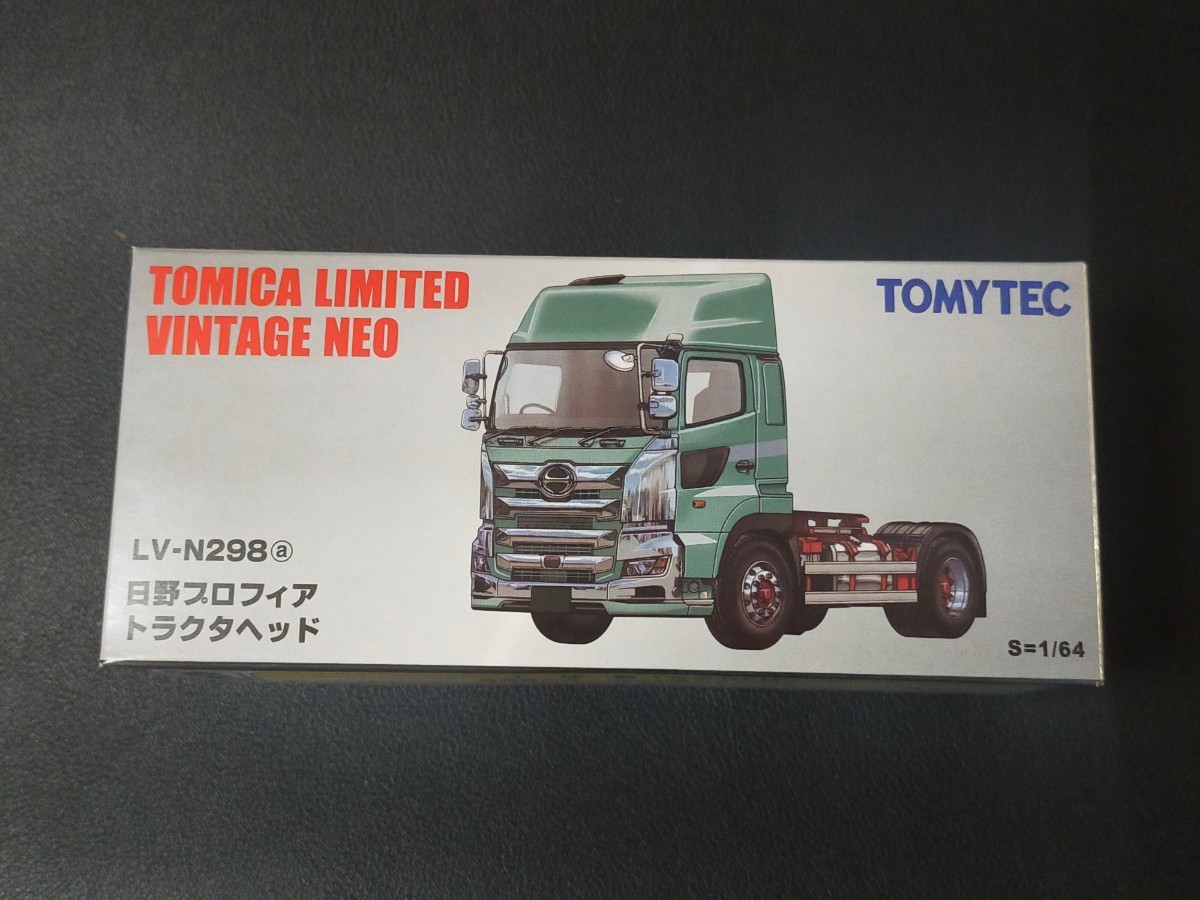 TOMICA LIMITED
VINTAGE NEO
TOMYTEC
LV-N298ⓐ
日野プロフィア
トラクタヘッド
S=1/64